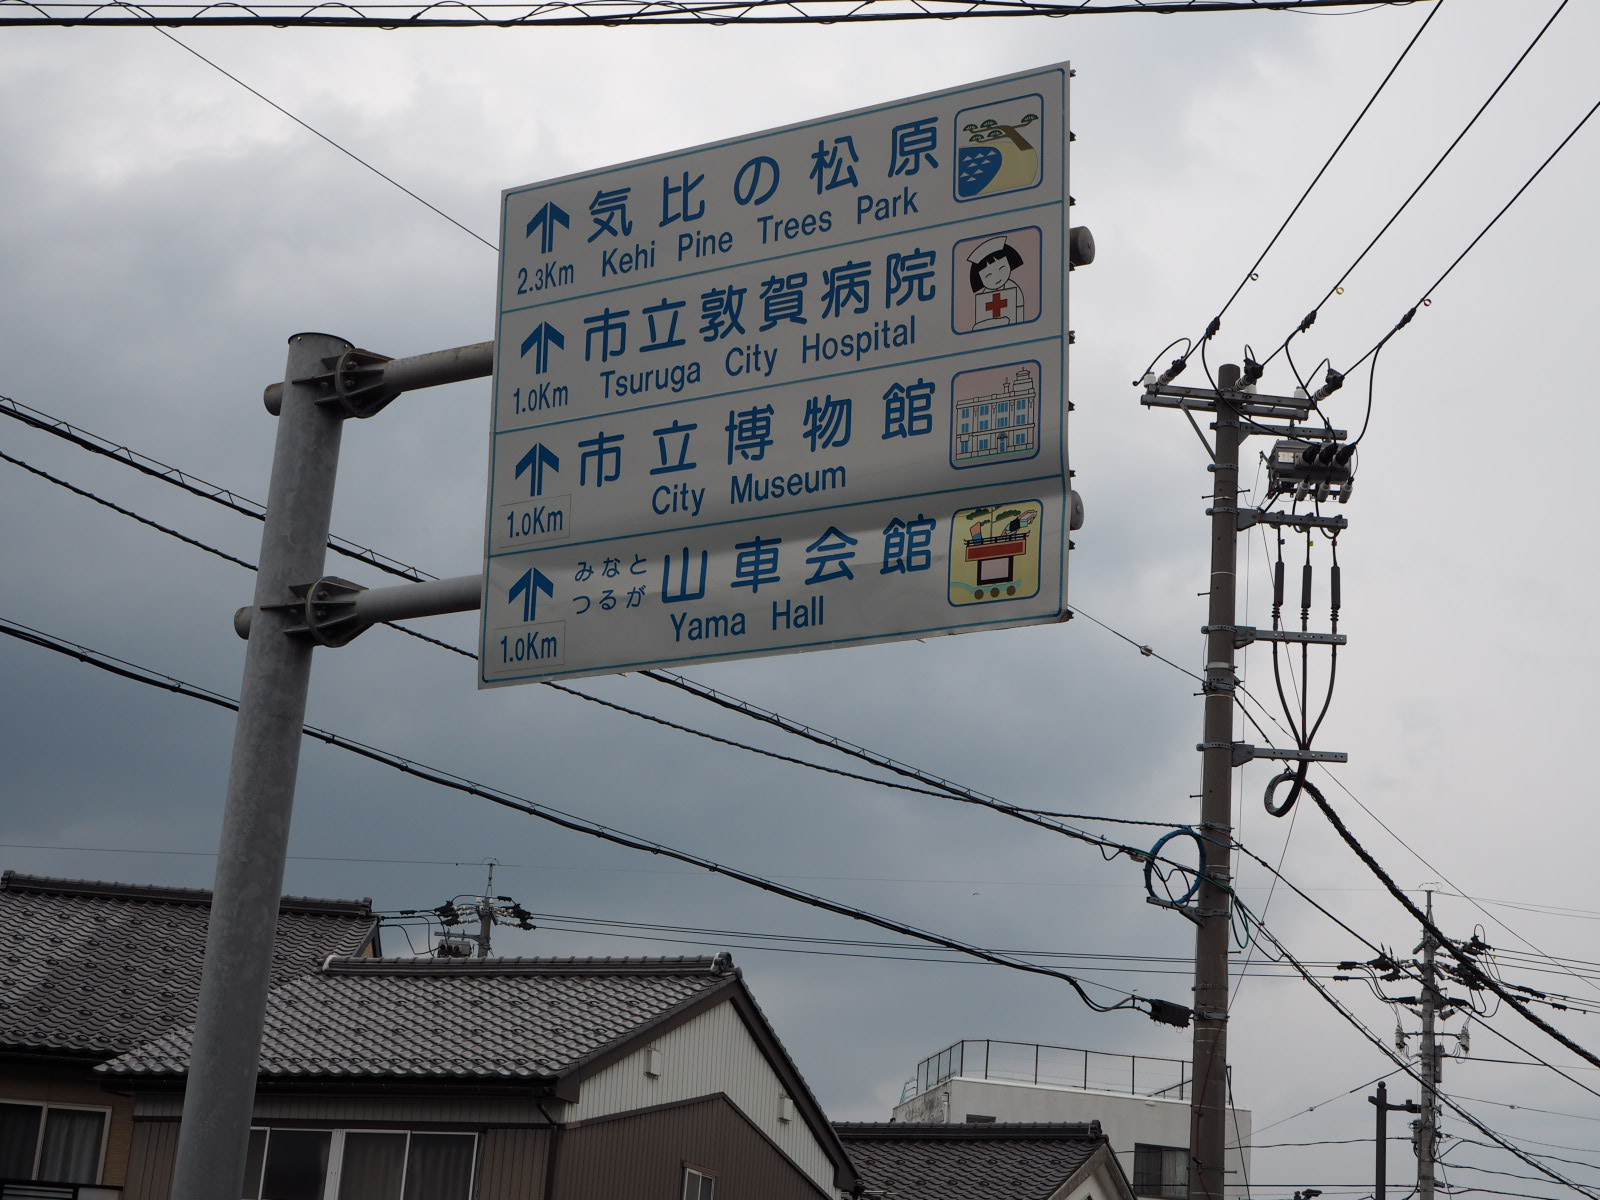 気比の松原
2.3Km Kehi Pine Trees Park
市立敦賀病院
1.0Km Tsuruga City Hospital
市立博物館
1.0Km City Museum
みなと
つるが 山車会館
1.0Km Yama Hall